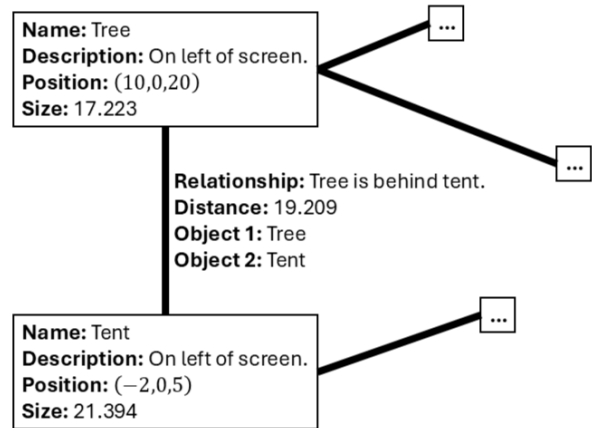 Name: Tree
Description: On left of screen.
Position: (10,0,20)
Size: 17.223
...
...
Relationship: Tree is behind tent.
Distance: 19.209
Object 1: Tree
Object 2: Tent
Name: Tent
Description: On left of screen.
Position: (−2,0,5)
Size: 21.394
...